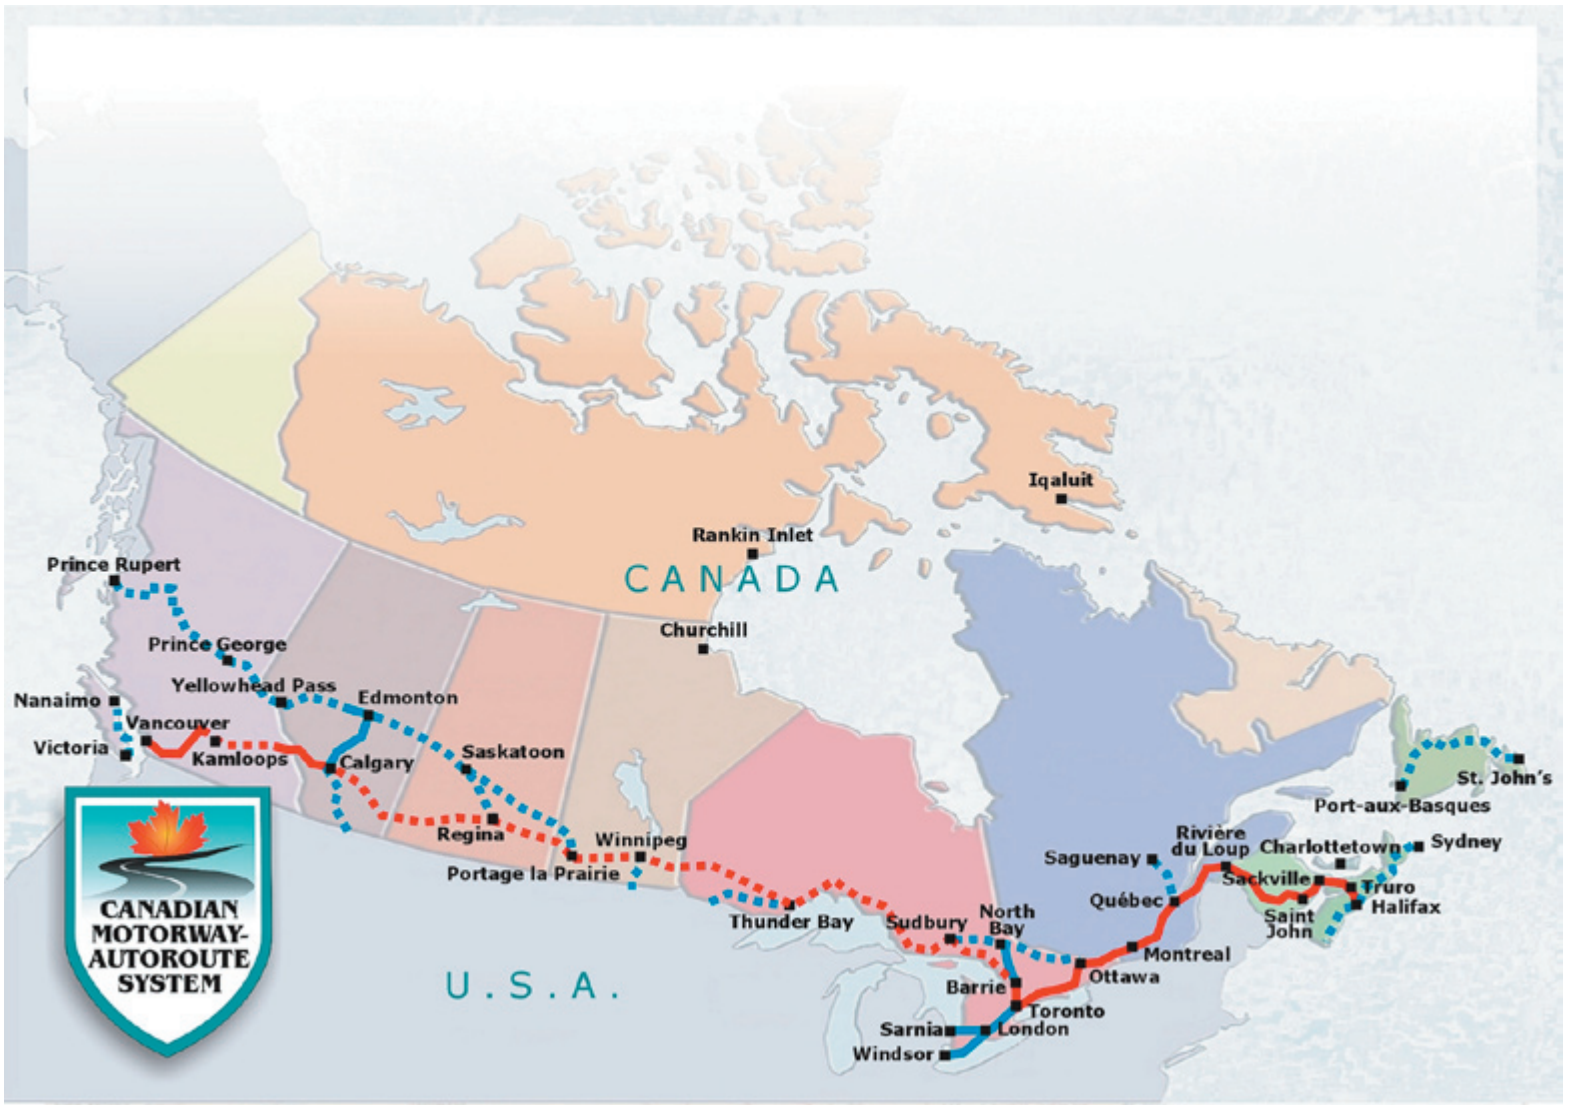 Iqaluit
Rankin Inlet
CANADA
Prince Rupert
Churchill
Prince George
Yellowhead Pass
Edmonton
Nanaimo
Vancouver
Victoria
Kamloops
Calgary
Saskatoon
St. John's
Port-aux-Basques
Regina
Winnipeg
Portage la Prairie
Rivière
du Loup
Charlottetown
Sydney
Saguenay
Sackville
Truro
Québec
Halifax
Saint
John
Thunder Bay
Sudbury
North
Bay
Montreal
Ottawa
Barrie
Toronto
Sarnia
London
Windsor
U.S.A.
CANADIAN
MOTORWAY-
AUTOROUTE
SYSTEM